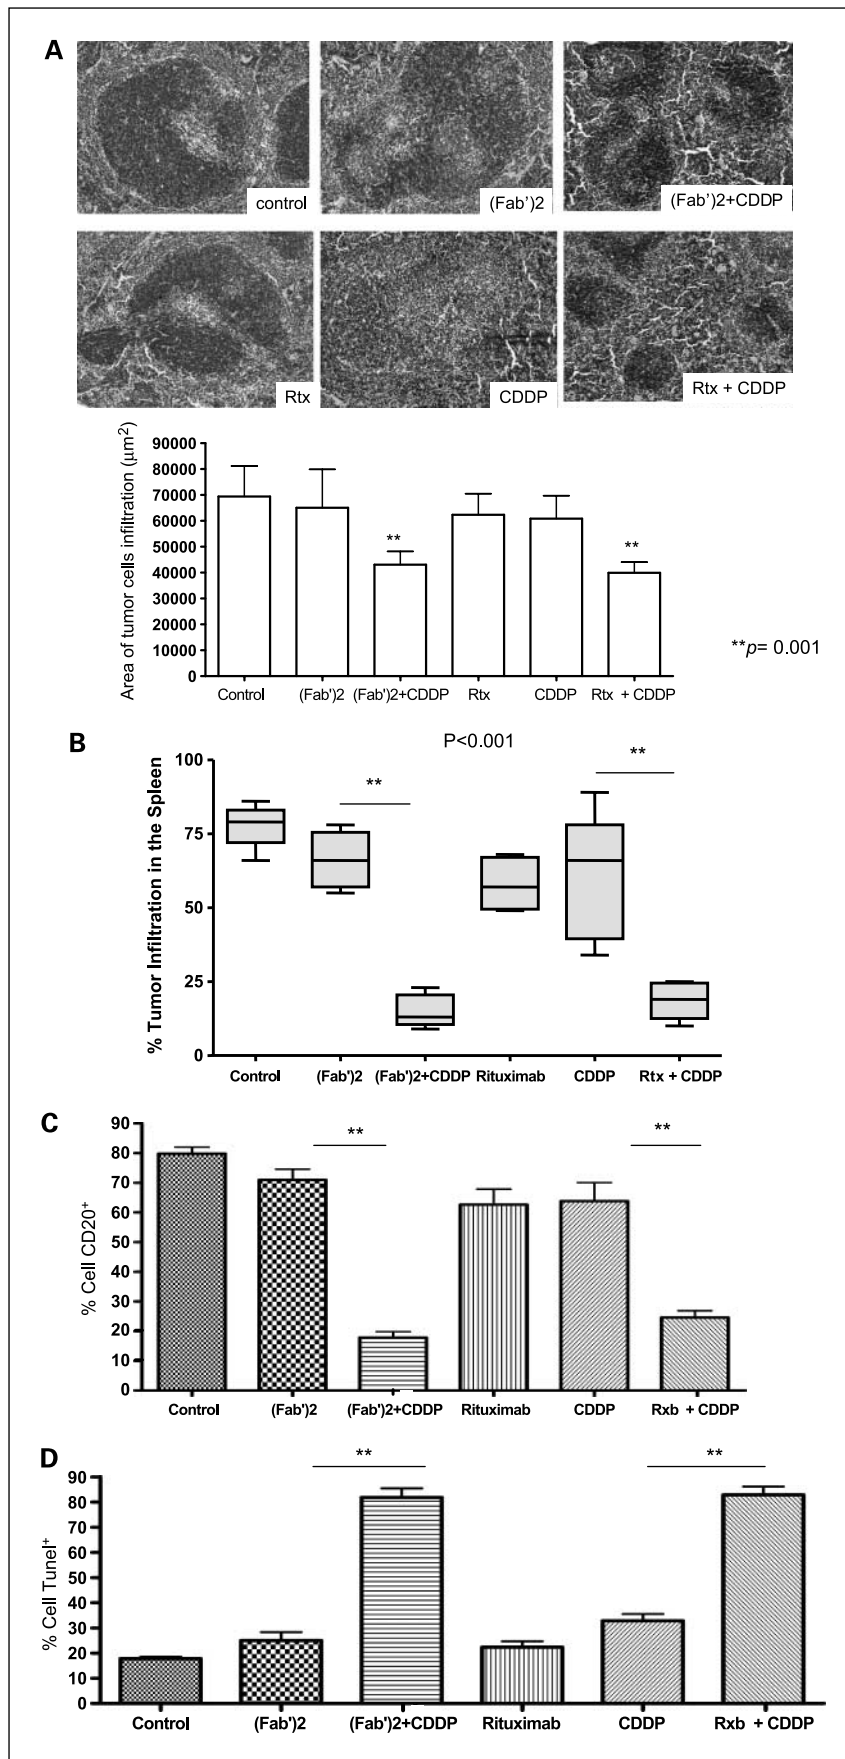 A
control
(Fab')2
(Fab')2+CDDP
Rtx
CDDP
Rtx + CDDP
Area of tumor cells infiltration (µm²)
90000
80000
70000
60000
50000
40000
30000
20000
10000
0
**
**
**p= 0.001
Control (Fab')2 (Fab')2+CDDP Rtx CDDP Rtx + CDDP
B
P<0.001
% Tumor Infiltration in the Spleen
100
75
50
25
0
**
**
Control (Fab')2 (Fab')2+CDDP Rituximab CDDP Rtx + CDDP
C
% Cell CD20⁺
90
80
70
60
50
40
30
20
10
0
**
**
Control (Fab')2 (Fab')2+CDDP Rituximab CDDP Rxb + CDDP
D
% Cell Tunel⁺
90
80
70
60
50
40
30
20
10
0
**
**
Control (Fab')2 (Fab')2+CDDP Rituximab CDDP Rxb + CDDP